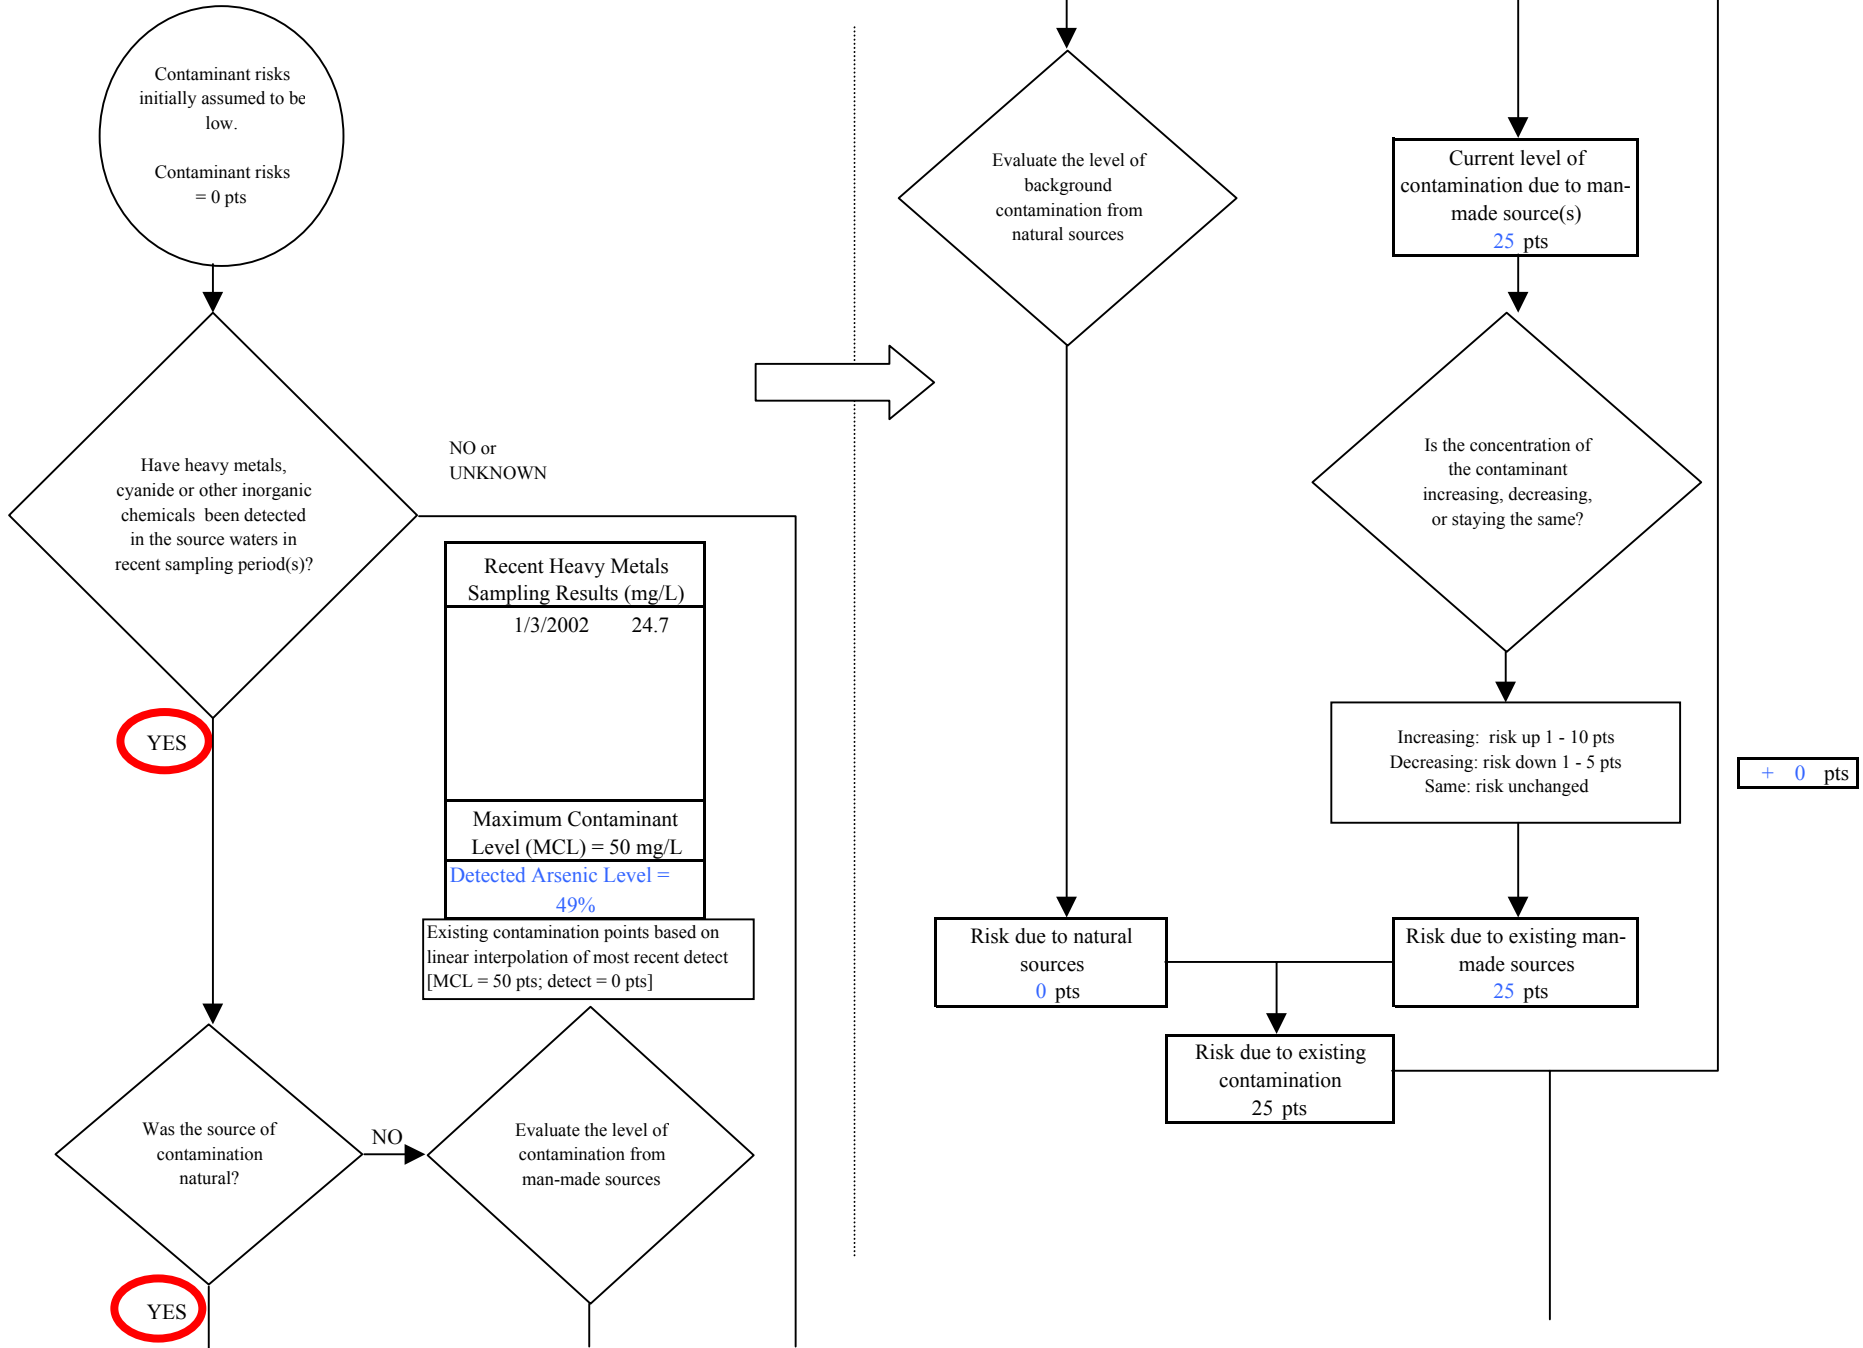 Contaminant risks
initially assumed to be
low.
Contaminant risks
= 0 pts
Have heavy metals,
cyanide or other inorganic
chemicals been detected
in the source waters in
recent sampling period(s)?
NO or
UNKNOWN
YES
Recent Heavy Metals
Sampling Results (mg/L)
1/3/2002 24.7
Maximum Contaminant
Level (MCL) = 50 mg/L
Detected Arsenic Level =
49%
Existing contamination points based on
linear interpolation of most recent detect
[MCL = 50 pts; detect = 0 pts]
Was the source of
contamination
natural?
NO
Evaluate the level of
contamination from
man-made sources
YES
Evaluate the level of
background
contamination from
natural sources
Current level of
contamination due to man-
made source(s)
25 pts
Is the concentration of
the contaminant
increasing, decreasing,
or staying the same?
Increasing: risk up 1 - 10 pts
Decreasing: risk down 1 - 5 pts
Same: risk unchanged
+ 0 pts
Risk due to natural
sources
0 pts
Risk due to existing man-
made sources
25 pts
Risk due to existing
contamination
25 pts